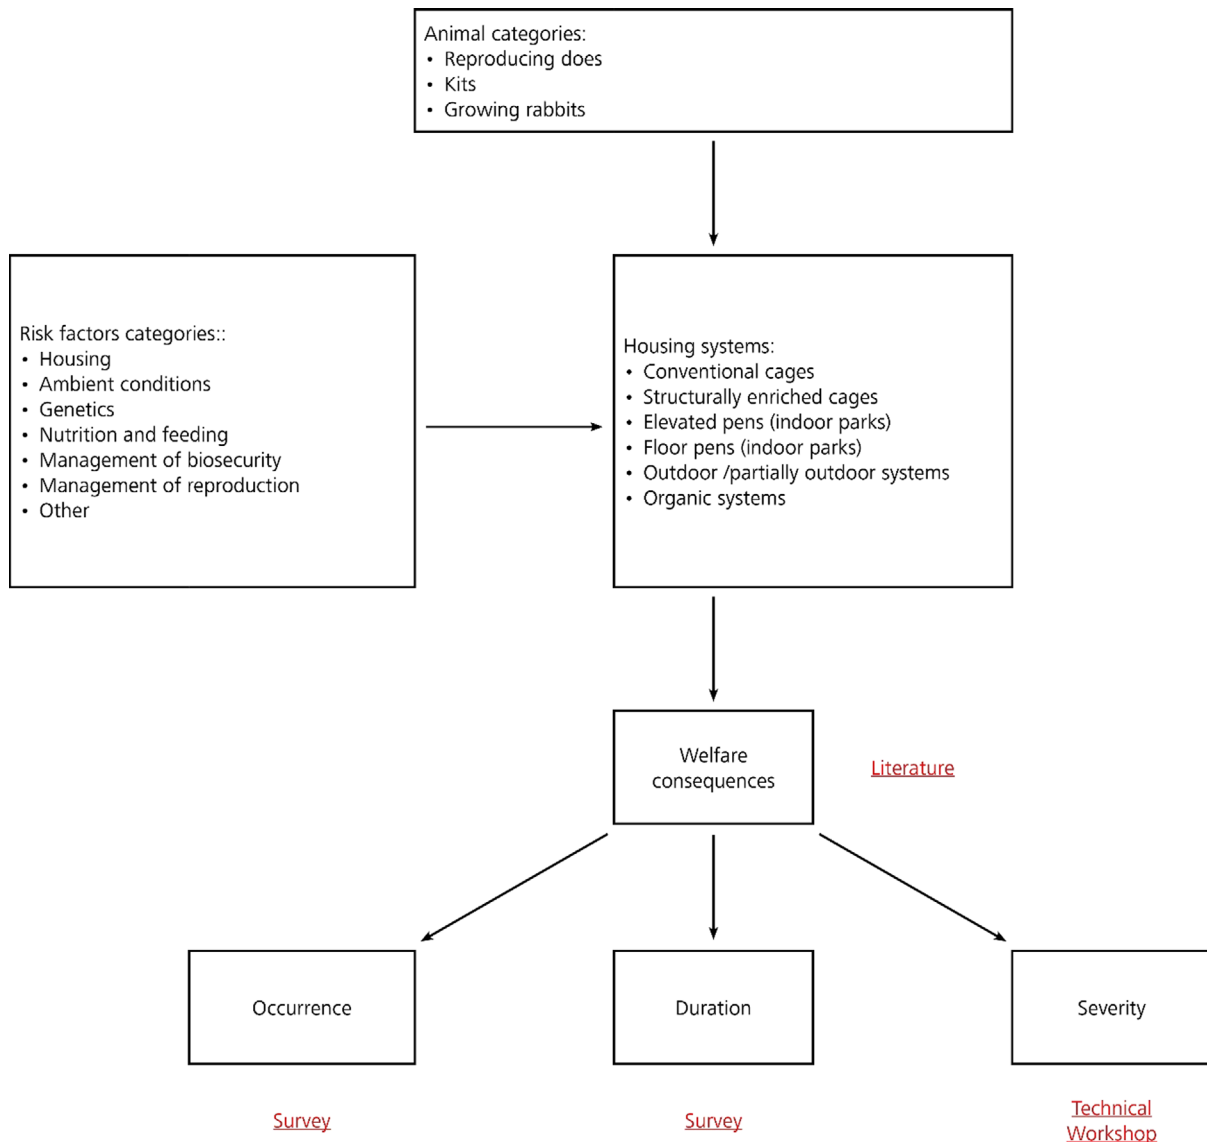 Animal categories:
• Reproducing does
• Kits
• Growing rabbits
Risk factors categories::
• Housing
• Ambient conditions
• Genetics
• Nutrition and feeding
• Management of biosecurity
• Management of reproduction
• Other
Housing systems:
• Conventional cages
• Structurally enriched cages
• Elevated pens (indoor parks)
• Floor pens (indoor parks)
• Outdoor /partially outdoor systems
• Organic systems
Welfare
consequences
Literature
Occurrence
Duration
Severity
Survey
Survey
Technical
Workshop